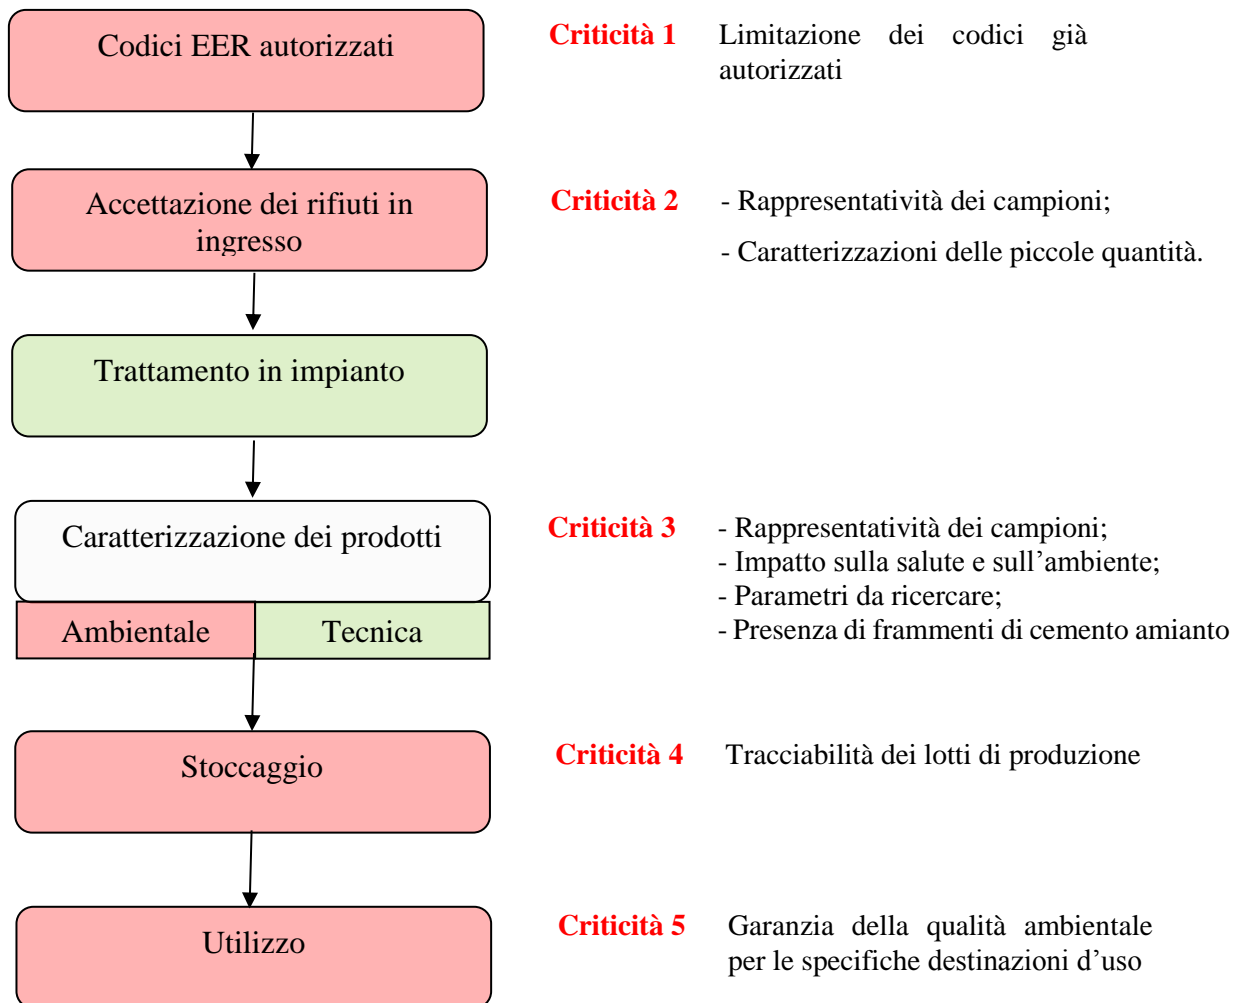 Codici EER autorizzati
Criticità 1
Limitazione dei codici già
autorizzati
Accettazione dei rifiuti in
ingresso
Criticità 2
- Rappresentatività dei campioni;
- Caratterizzazioni delle piccole quantità.
Trattamento in impianto
Caratterizzazione dei prodotti
Ambientale
Tecnica
Criticità 3
- Rappresentatività dei campioni;
- Impatto sulla salute e sull’ambiente;
- Parametri da ricercare;
- Presenza di frammenti di cemento amianto
Stoccaggio
Criticità 4
Tracciabilità dei lotti di produzione
Utilizzo
Criticità 5
Garanzia della qualità ambientale
per le specifiche destinazioni d’uso